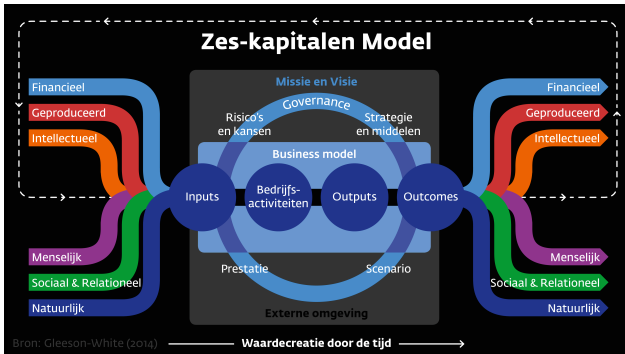 Zes-kapitalen Model
Financieel
Geproduceerd
Intellectueel
Menselijk
Sociaal & Relationeel
Natuurlijk
Missie en Visie
Governance
Risico's
en kansen
Strategie
en middelen
Business model
Inputs
Bedrijfs-
activiteiten
Outputs
Outcomes
Prestatie
Scenario
Externe omgeving
Financieel
Geproduceerd
Intellectueel
Menselijk
Sociaal & Relationeel
Natuurlijk
Bron: Gleeson-White (2014)
Waardecreatie door de tijd